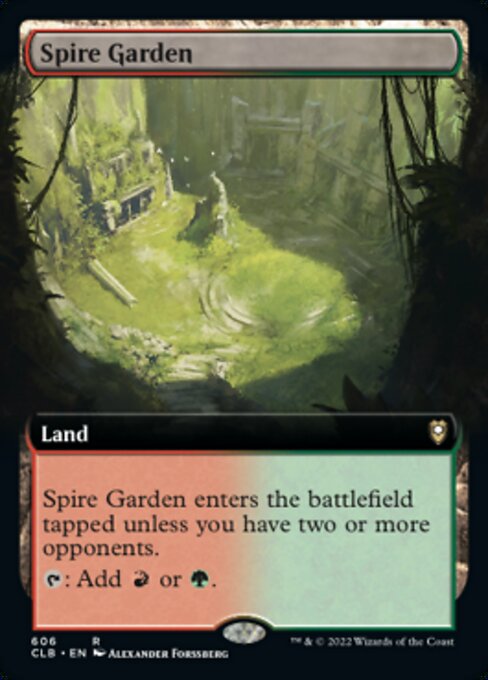 Spire Garden
Land
Spire Garden enters the battlefield
tapped unless you have two or more
opponents.
: Add or .
606 R
CLB • EN Alexander Forssberg
™ & © 2022 Wizards of the Coast